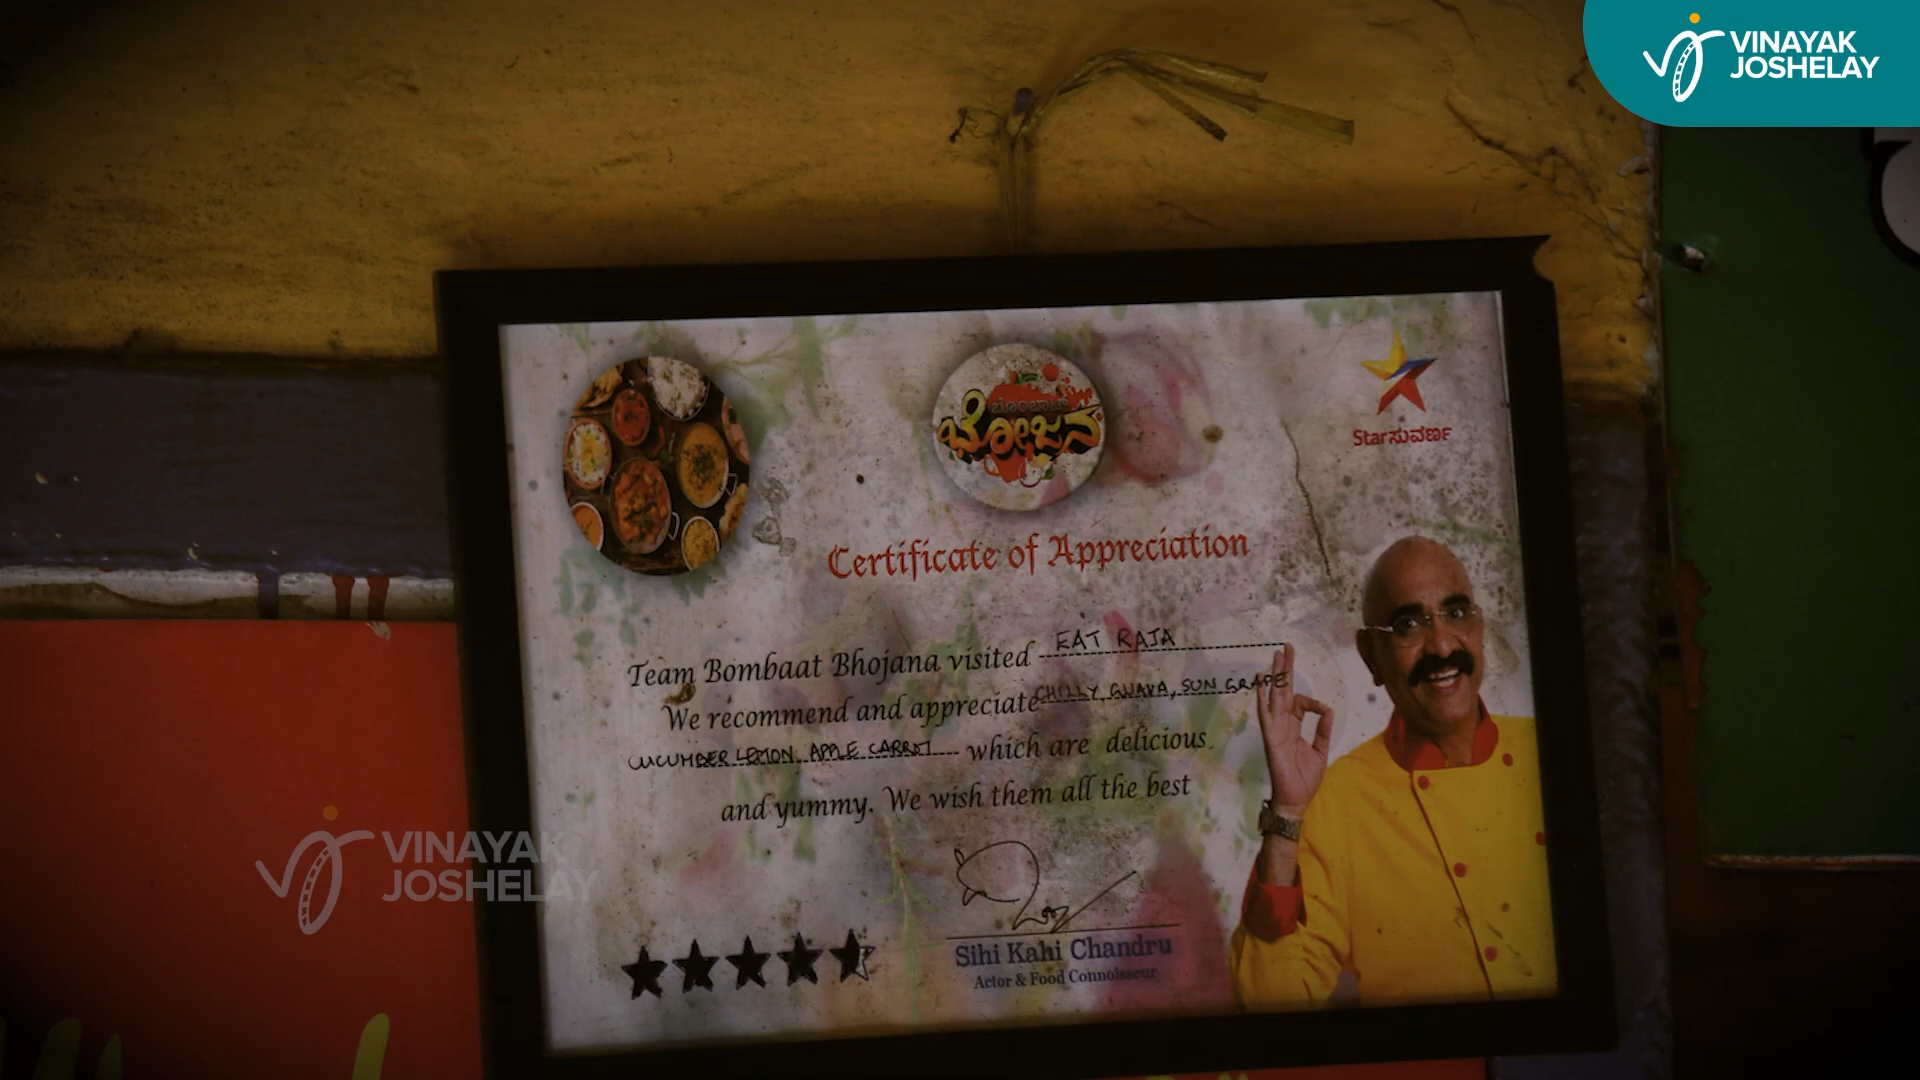 VINAYAK
JOSHELAY
ಬೊಂಬಾಟ್
ಭೋಜನ
Star ಸುವರ್ಣ
Certificate of Appreciation
Team Bombaat Bhojana visited EAT RAJA
We recommend and appreciate CHILLY GUAVA, SUN GRAPE
CUCUMBER LEMON, APPLE CARROT which are delicious
and yummy. We wish them all the best
VINAYAK
JOSHELAY
Sihi Kahi Chandru
Actor & Food Connoisseur